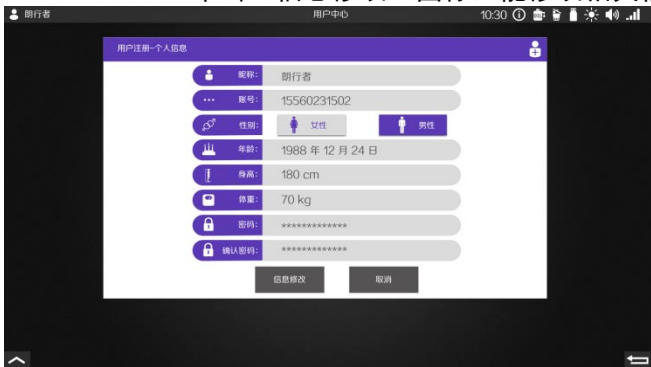 朗行者 用户中心 10:30
用户注册-个人信息
昵称: 朗行者
账号: 15560231502
性别: 女性 男性
年龄: 1988 年 12 月 24 日
身高: 180 cm
体重: 70 kg
密码: *************
确认密码: *************
信息修改 取消